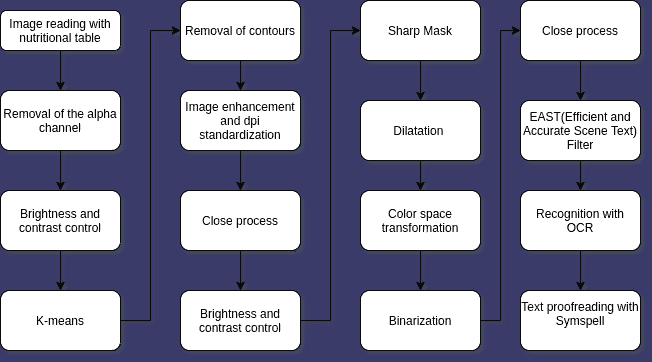 Image reading with
nutritional table
Removal of the alpha
channel
Brightness and
contrast control
K-means
Removal of contours
Image enhancement
and dpi
standardization
Close process
Brightness and
contrast control
Sharp Mask
Dilatation
Color space
transformation
Binarization
Close process
EAST(Efficient and
Accurate Scene Text)
Filter
Recognition with
OCR
Text proofreading with
Symspell